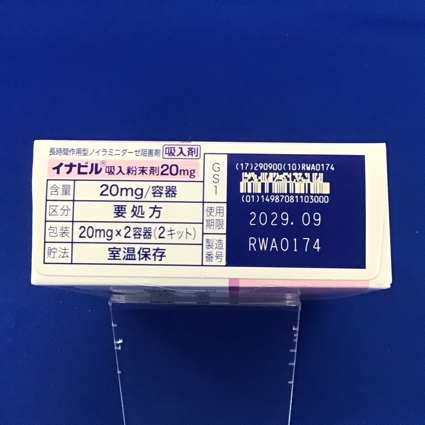 長時間作用型ノイラミニダーゼ阻害剤 吸入剤
イナビル® 吸入粉末剤20mg
含量 20mg/容器
区分 要処方
包装 20mg×2容器(2キット)
貯法 室温保存
GS1
使用期限
製造番号
(17)290900(10)RWA0174
(01)14987081103000
2029.09
RWA0174